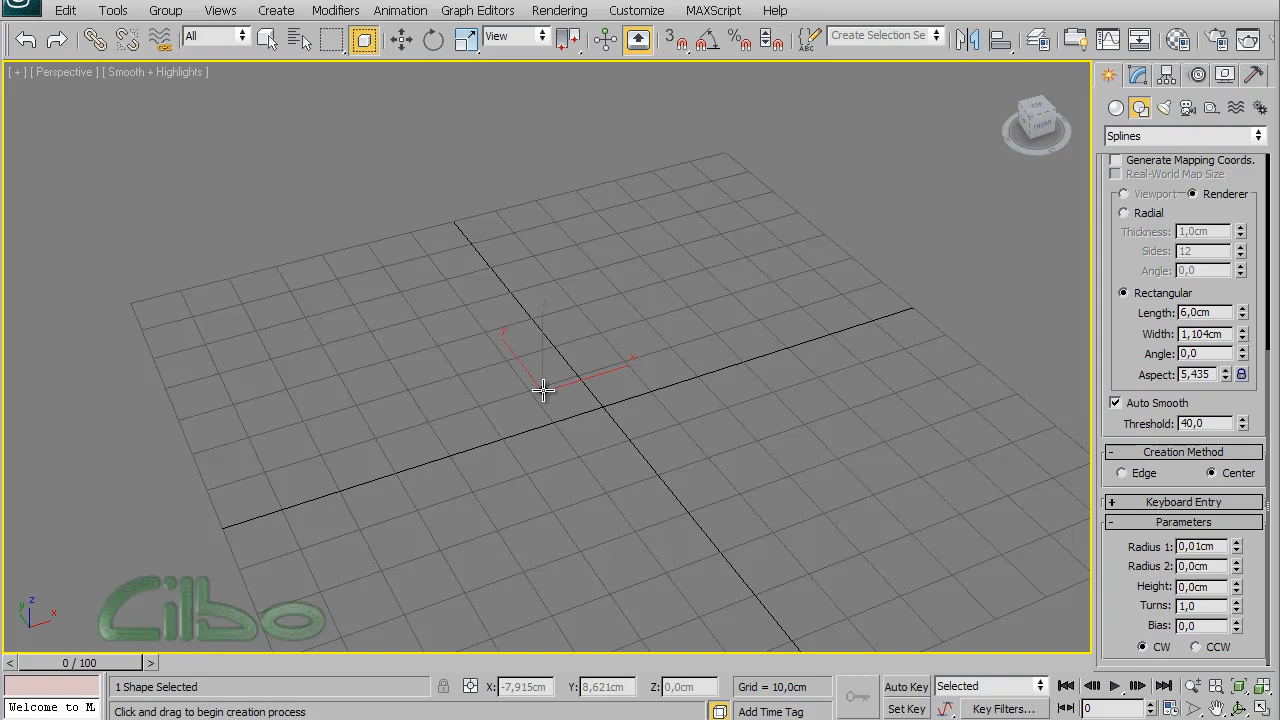 Edit Tools Group Views Create Modifiers Animation Graph Editors Rendering Customize MAXScript Help
All View 3 % ABC Create Selection Se
[ + ] [ Perspective ] [ Smooth + Highlights ]
TOP
FRONT
Splines
Generate Mapping Coords.
Real-World Map Size
Viewport Renderer
Radial
Thickness: 1,0cm
Sides: 12
Angle: 0,0
Rectangular
Length: 6,0cm
Width: 1,104cm
Angle: 0,0
Aspect: 5,435
Auto Smooth
Threshold: 40,0
- Creation Method
Edge Center
+ Keyboard Entry
- Parameters
Radius 1: 0,01cm
Radius 2: 0,0cm
Height: 0,0cm
Turns: 1,0
Bias: 0,0
CW CCW
z
y
x
z
y x
Cilbo
< 0 / 100 >
1 Shape Selected X: -7,915cm Y: 8,621cm Z: 0,0cm Grid = 10,0cm Auto Key Selected
Welcome to M. Click and drag to begin creation process Add Time Tag Set Key Key Filters... 0